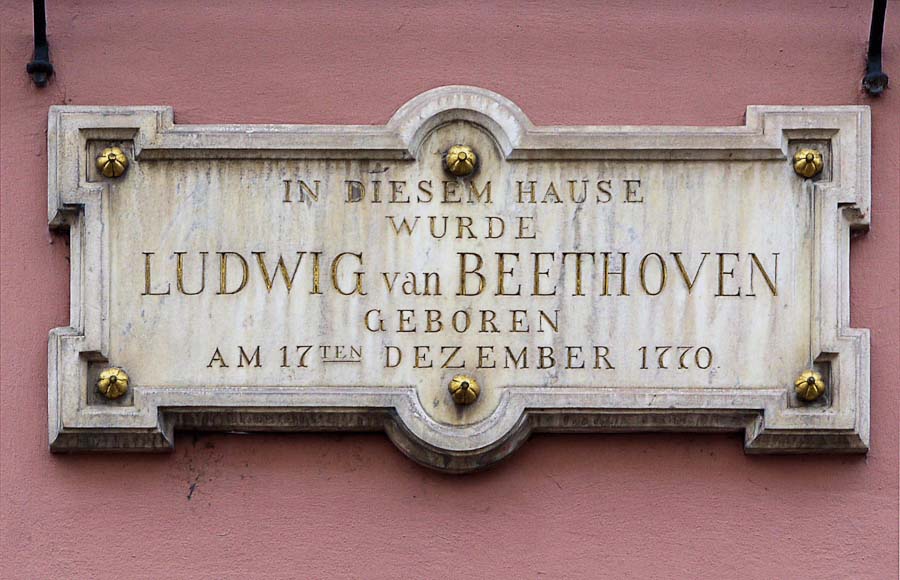 IN DIESEM HAUSE
WURDE
LUDWIG van BEETHOVEN
GEBOREN
AM 17TEN DEZEMBER 1770.